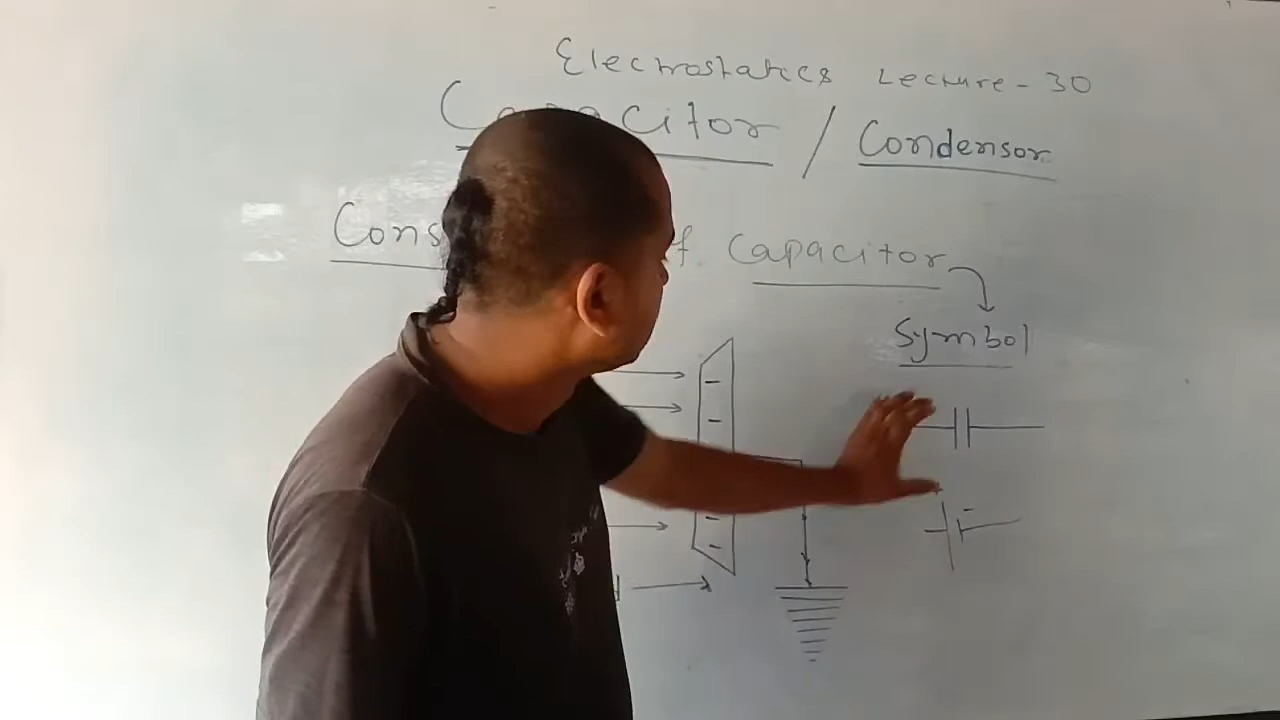 Electrostatics Lecture - 30
Capacitor / Condensor
Cons f Capacitor
Symbol
d